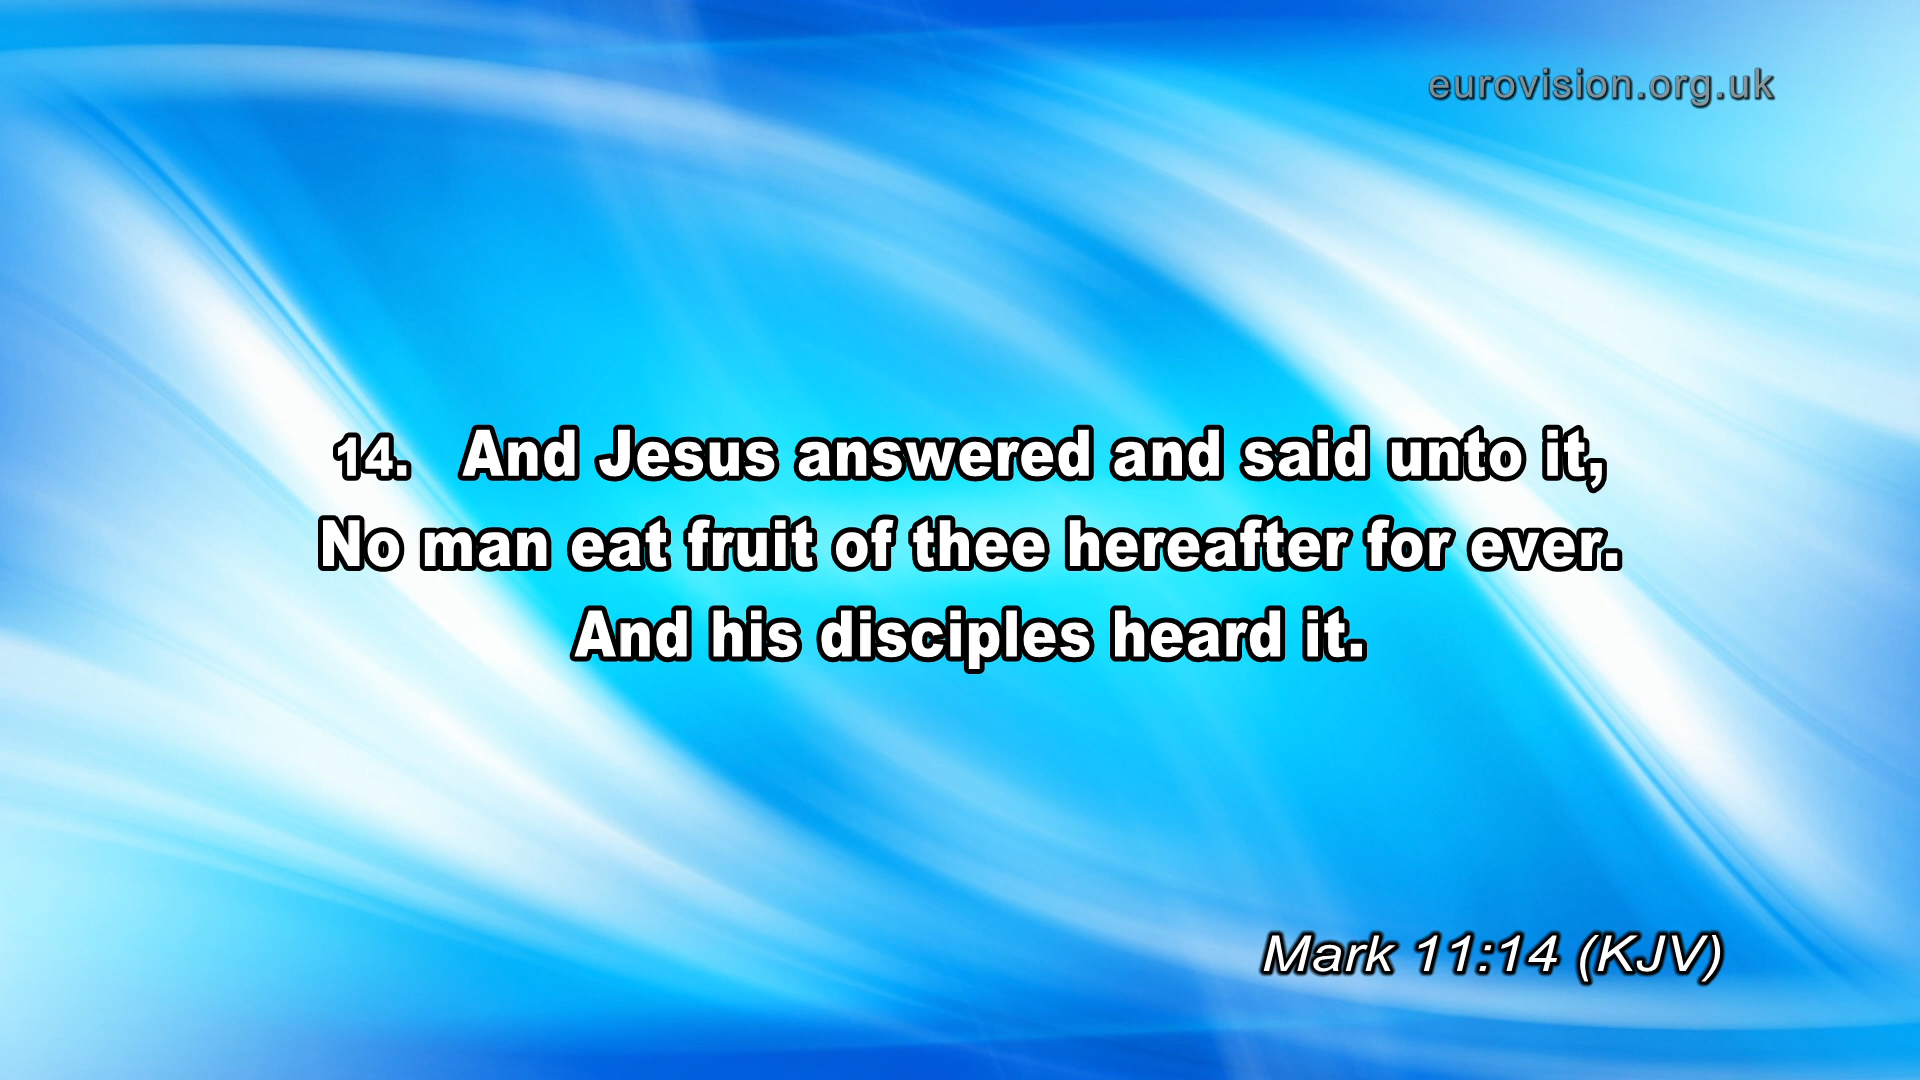 eurovision.org.uk
14. And Jesus answered and said unto it,
No man eat fruit of thee hereafter for ever.
And his disciples heard it.
Mark 11:14 (KJV)